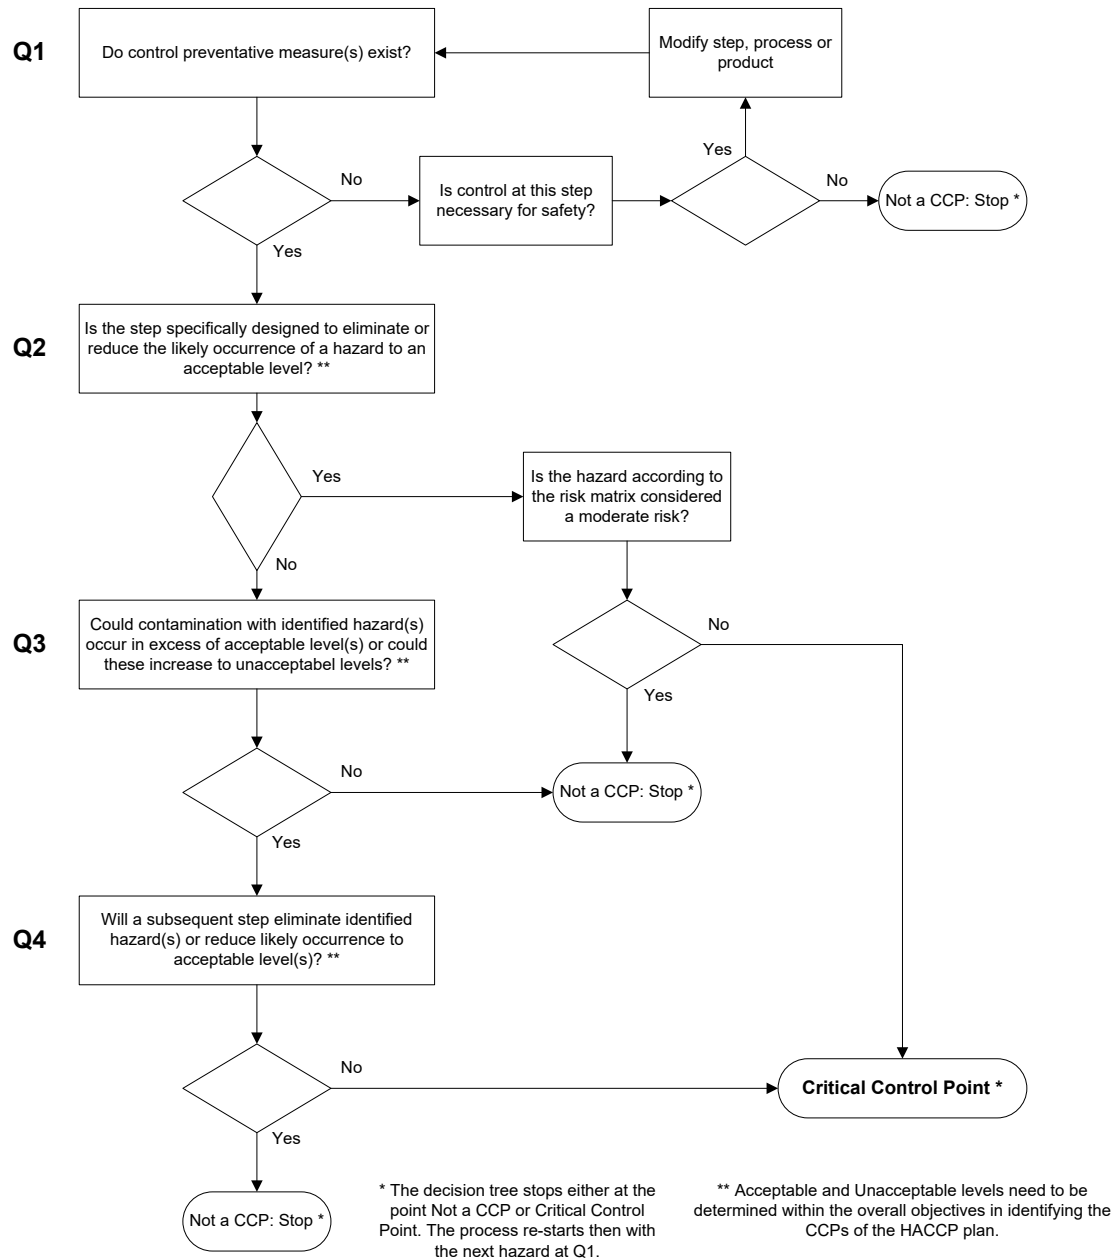 Q1
Do control preventative measure(s) exist?
Modify step, process or
product
Yes
No
Is control at this step
necessary for safety?
No
Not a CCP: Stop *
Yes
Q2
Is the step specifically designed to eliminate or
reduce the likely occurrence of a hazard to an
acceptable level? **
Yes
Is the hazard according to
the risk matrix considered
a moderate risk?
No
Q3
Could contamination with identified hazard(s)
occur in excess of acceptable level(s) or could
these increase to unacceptabel levels? **
No
Yes
No
Not a CCP: Stop *
Yes
Q4
Will a subsequent step eliminate identified
hazard(s) or reduce likely occurrence to
acceptable level(s)? **
No
Critical Control Point *
Yes
Not a CCP: Stop *
* The decision tree stops either at the
point Not a CCP or Critical Control
Point. The process re-starts then with
the next hazard at Q1.
** Acceptable and Unacceptable levels need to be
determined within the overall objectives in identifying the
CCPs of the HACCP plan.